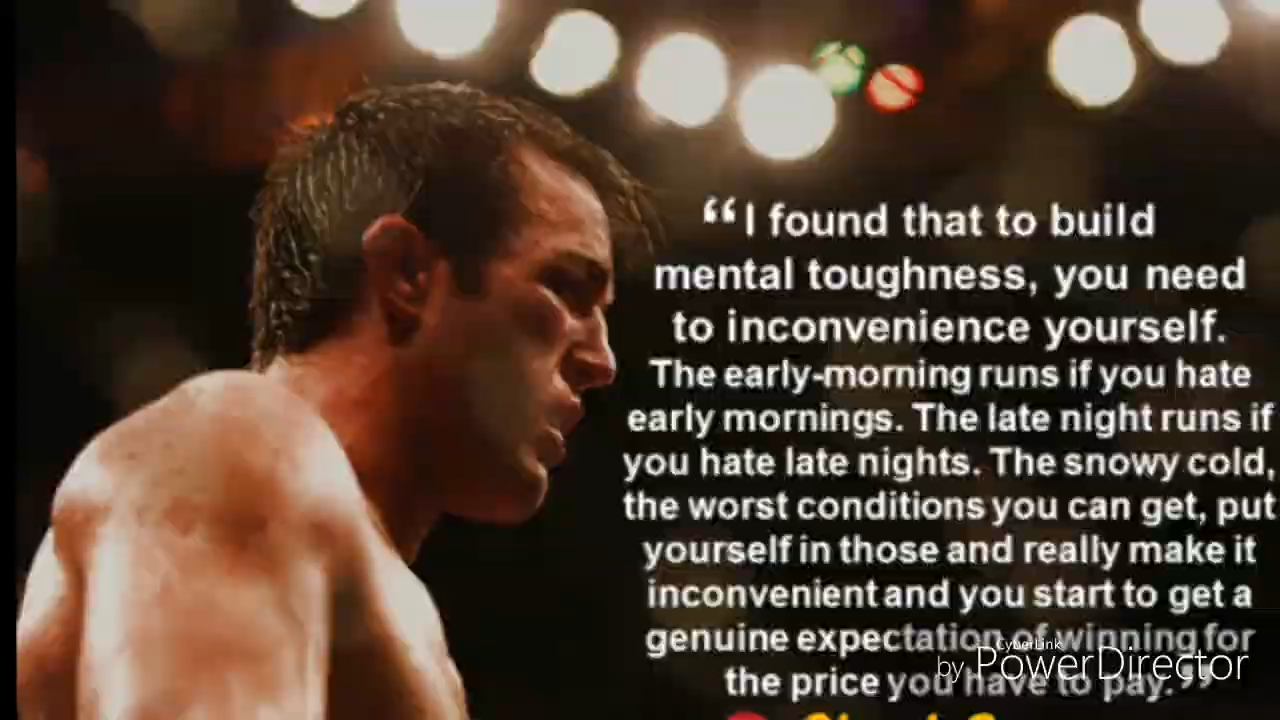 “I found that to build
mental toughness, you need
to inconvenience yourself.
The early-morning runs if you hate
early mornings. The late night runs if
you hate late nights. The snowy cold,
the worst conditions you can get, put
yourself in those and really make it
inconvenient and you start to get a
genuine expectation of winning for
the price you have to pay.”
CyberLink
by PowerDirector